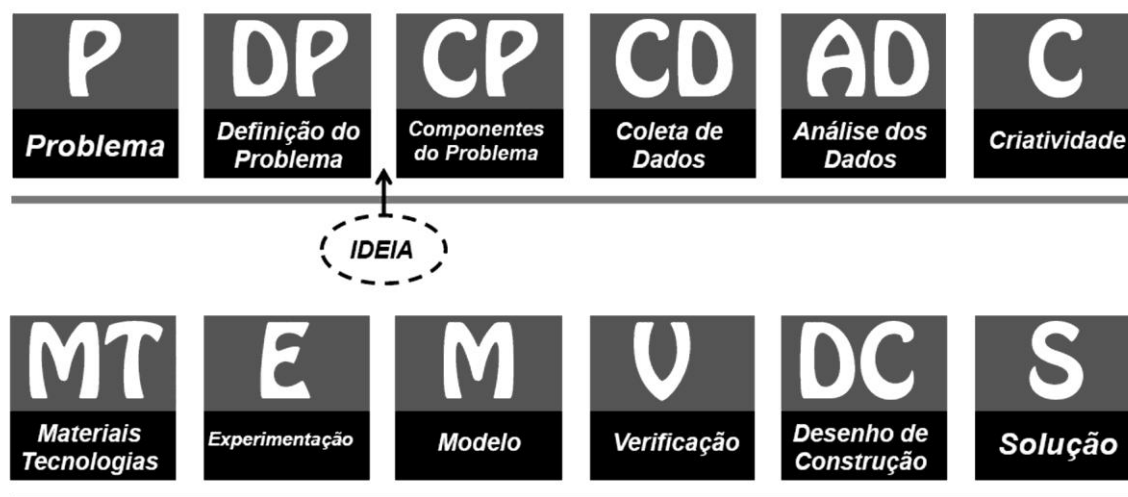 P DP CP CD AD C
Problema
Definição do
Problema
Componentes
do Problema
Coleta de
Dados
Análise dos
Dados
Criatividade
IDEIA
MT E M V DC S
Materiais
Tecnologias
Experimentação
Modelo
Verificação
Desenho de
Construção
Solução